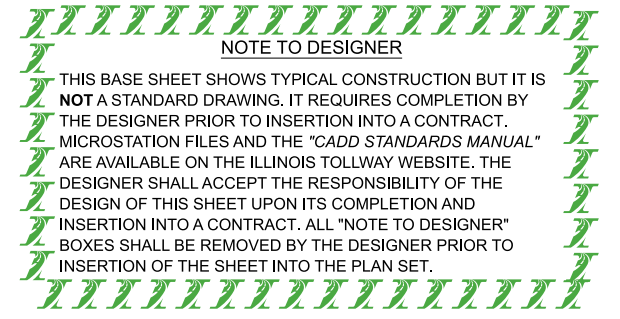 NOTE TO DESIGNER
THIS BASE SHEET SHOWS TYPICAL CONSTRUCTION BUT IT IS
NOT A STANDARD DRAWING. IT REQUIRES COMPLETION BY
THE DESIGNER PRIOR TO INSERTION INTO A CONTRACT.
MICROSTATION FILES AND THE "CADD STANDARDS MANUAL"
ARE AVAILABLE ON THE ILLINOIS TOLLWAY WEBSITE. THE
DESIGNER SHALL ACCEPT THE RESPONSIBILITY OF THE
DESIGN OF THIS SHEET UPON ITS COMPLETION AND
INSERTION INTO A CONTRACT. ALL "NOTE TO DESIGNER"
BOXES SHALL BE REMOVED BY THE DESIGNER PRIOR TO
INSERTION OF THE SHEET INTO THE PLAN SET.